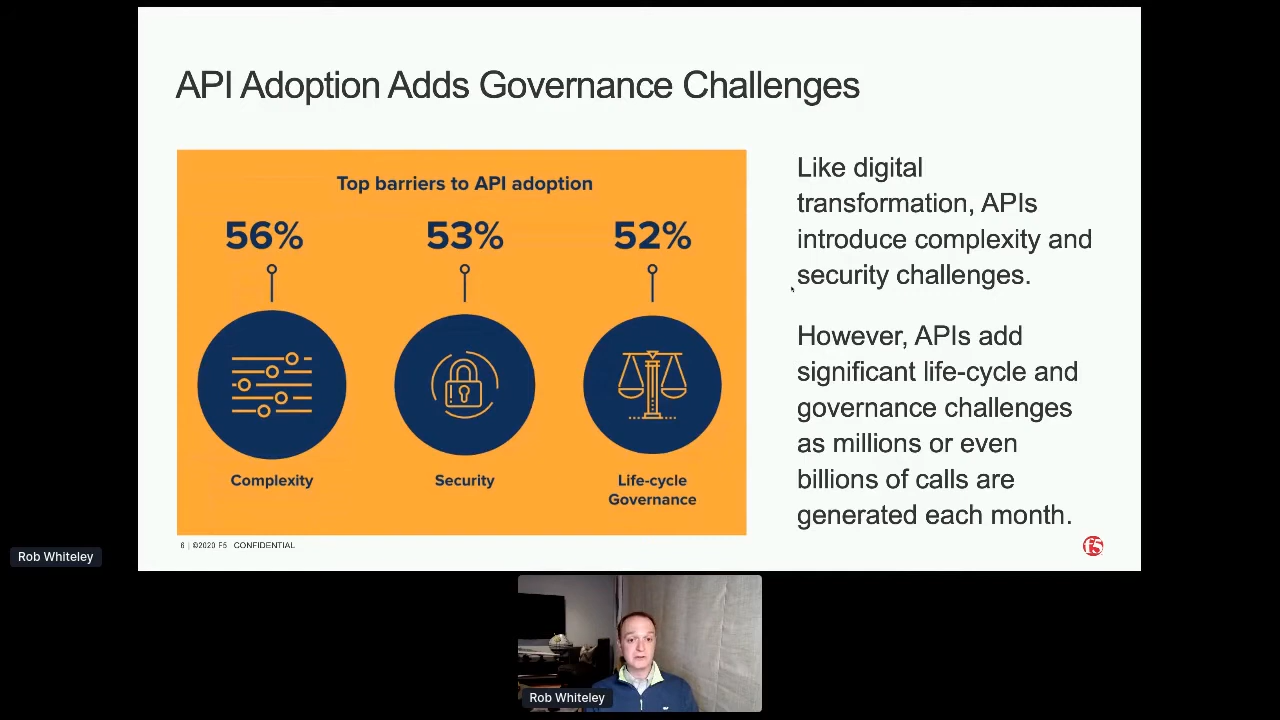 API Adoption Adds Governance Challenges
Top barriers to API adoption
56%
53%
52%
Complexity
Security
Life-cycle
Governance
Like digital
transformation, APIs
introduce complexity and
security challenges.
However, APIs add
significant life-cycle and
governance challenges
as millions or even
billions of calls are
generated each month.
6 | ©2020 F5 CONFIDENTIAL
f5
Rob Whiteley
Rob Whiteley